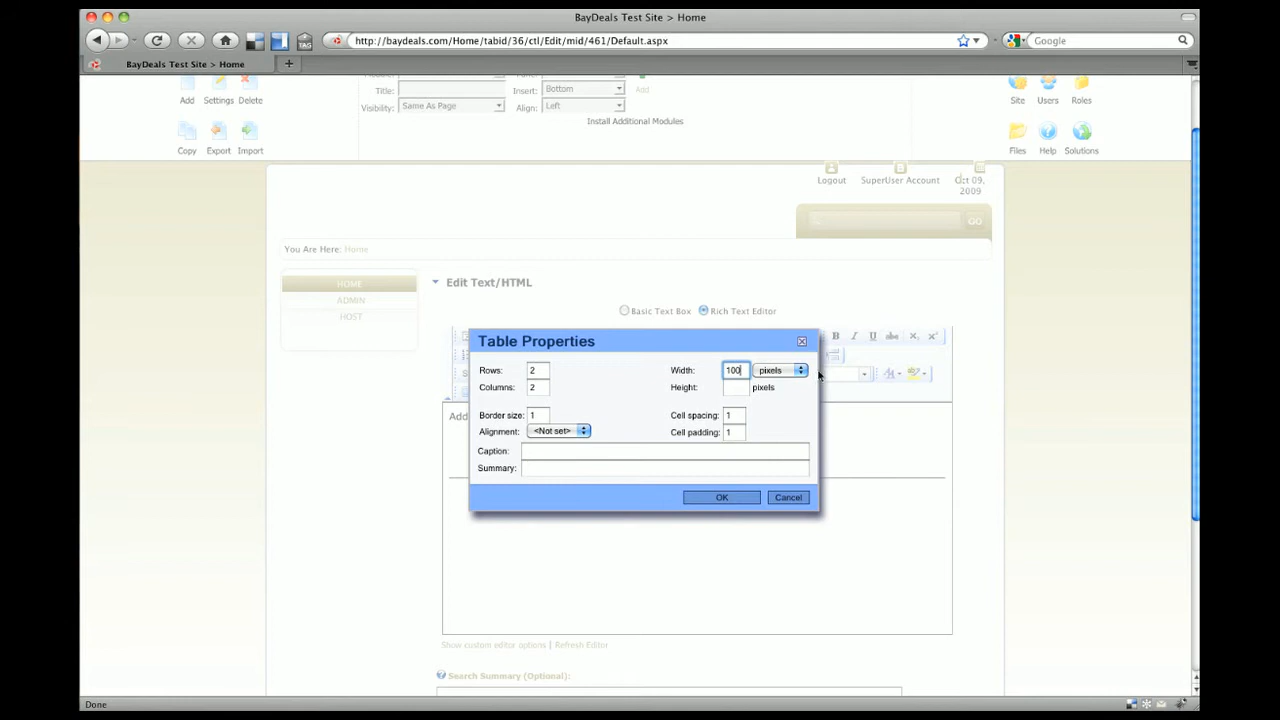 BayDeals Test Site > Home
http://baydeals.com/Home/tabid/36/ctl/Edit/mid/461/Default.aspx
Google
BayDeals Test Site > Home
Add Settings Delete
Title: Insert: Bottom Add
Visibility: Same As Page Align: Left
Install Additional Modules
Site Users Roles
Copy Export Import
Files Help Solutions
Logout SuperUser Account Oct 09, 2009
GO
You Are Here: Home
HOME
ADMIN
HOST
Edit Text/HTML
Basic Text Box Rich Text Editor
Table Properties
B I U
Rows: 2 Width: 100 pixels
Columns: 2 Height: pixels
Add
Border size: 1 Cell spacing: 1
Alignment: <Not set> Cell padding: 1
Caption:
Summary:
OK Cancel
Show custom editor options | Refresh Editor
Search Summary (Optional):
Done